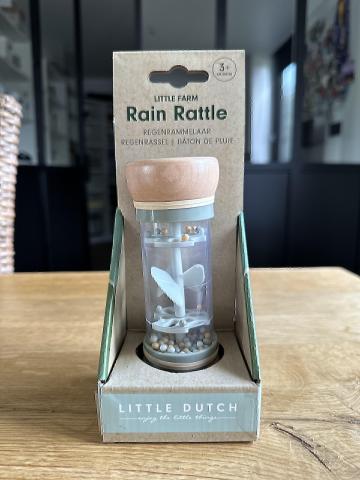 3+
LITTLE FARM
Rain Rattle
REGENRAMMELAAR
REGENRASSEL | BÂTON DE PLUIE
LITTLE DUTCH
enjoy the little things